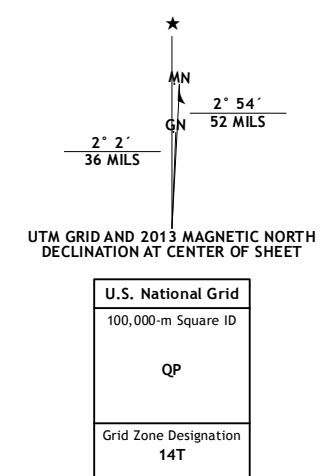 ★
MN
2° 54´
52 MILS
GN
2° 2´
36 MILS
UTM GRID AND 2013 MAGNETIC NORTH
DECLINATION AT CENTER OF SHEET
U.S. National Grid
100,000-m Square ID
QP
Grid Zone Designation
14T